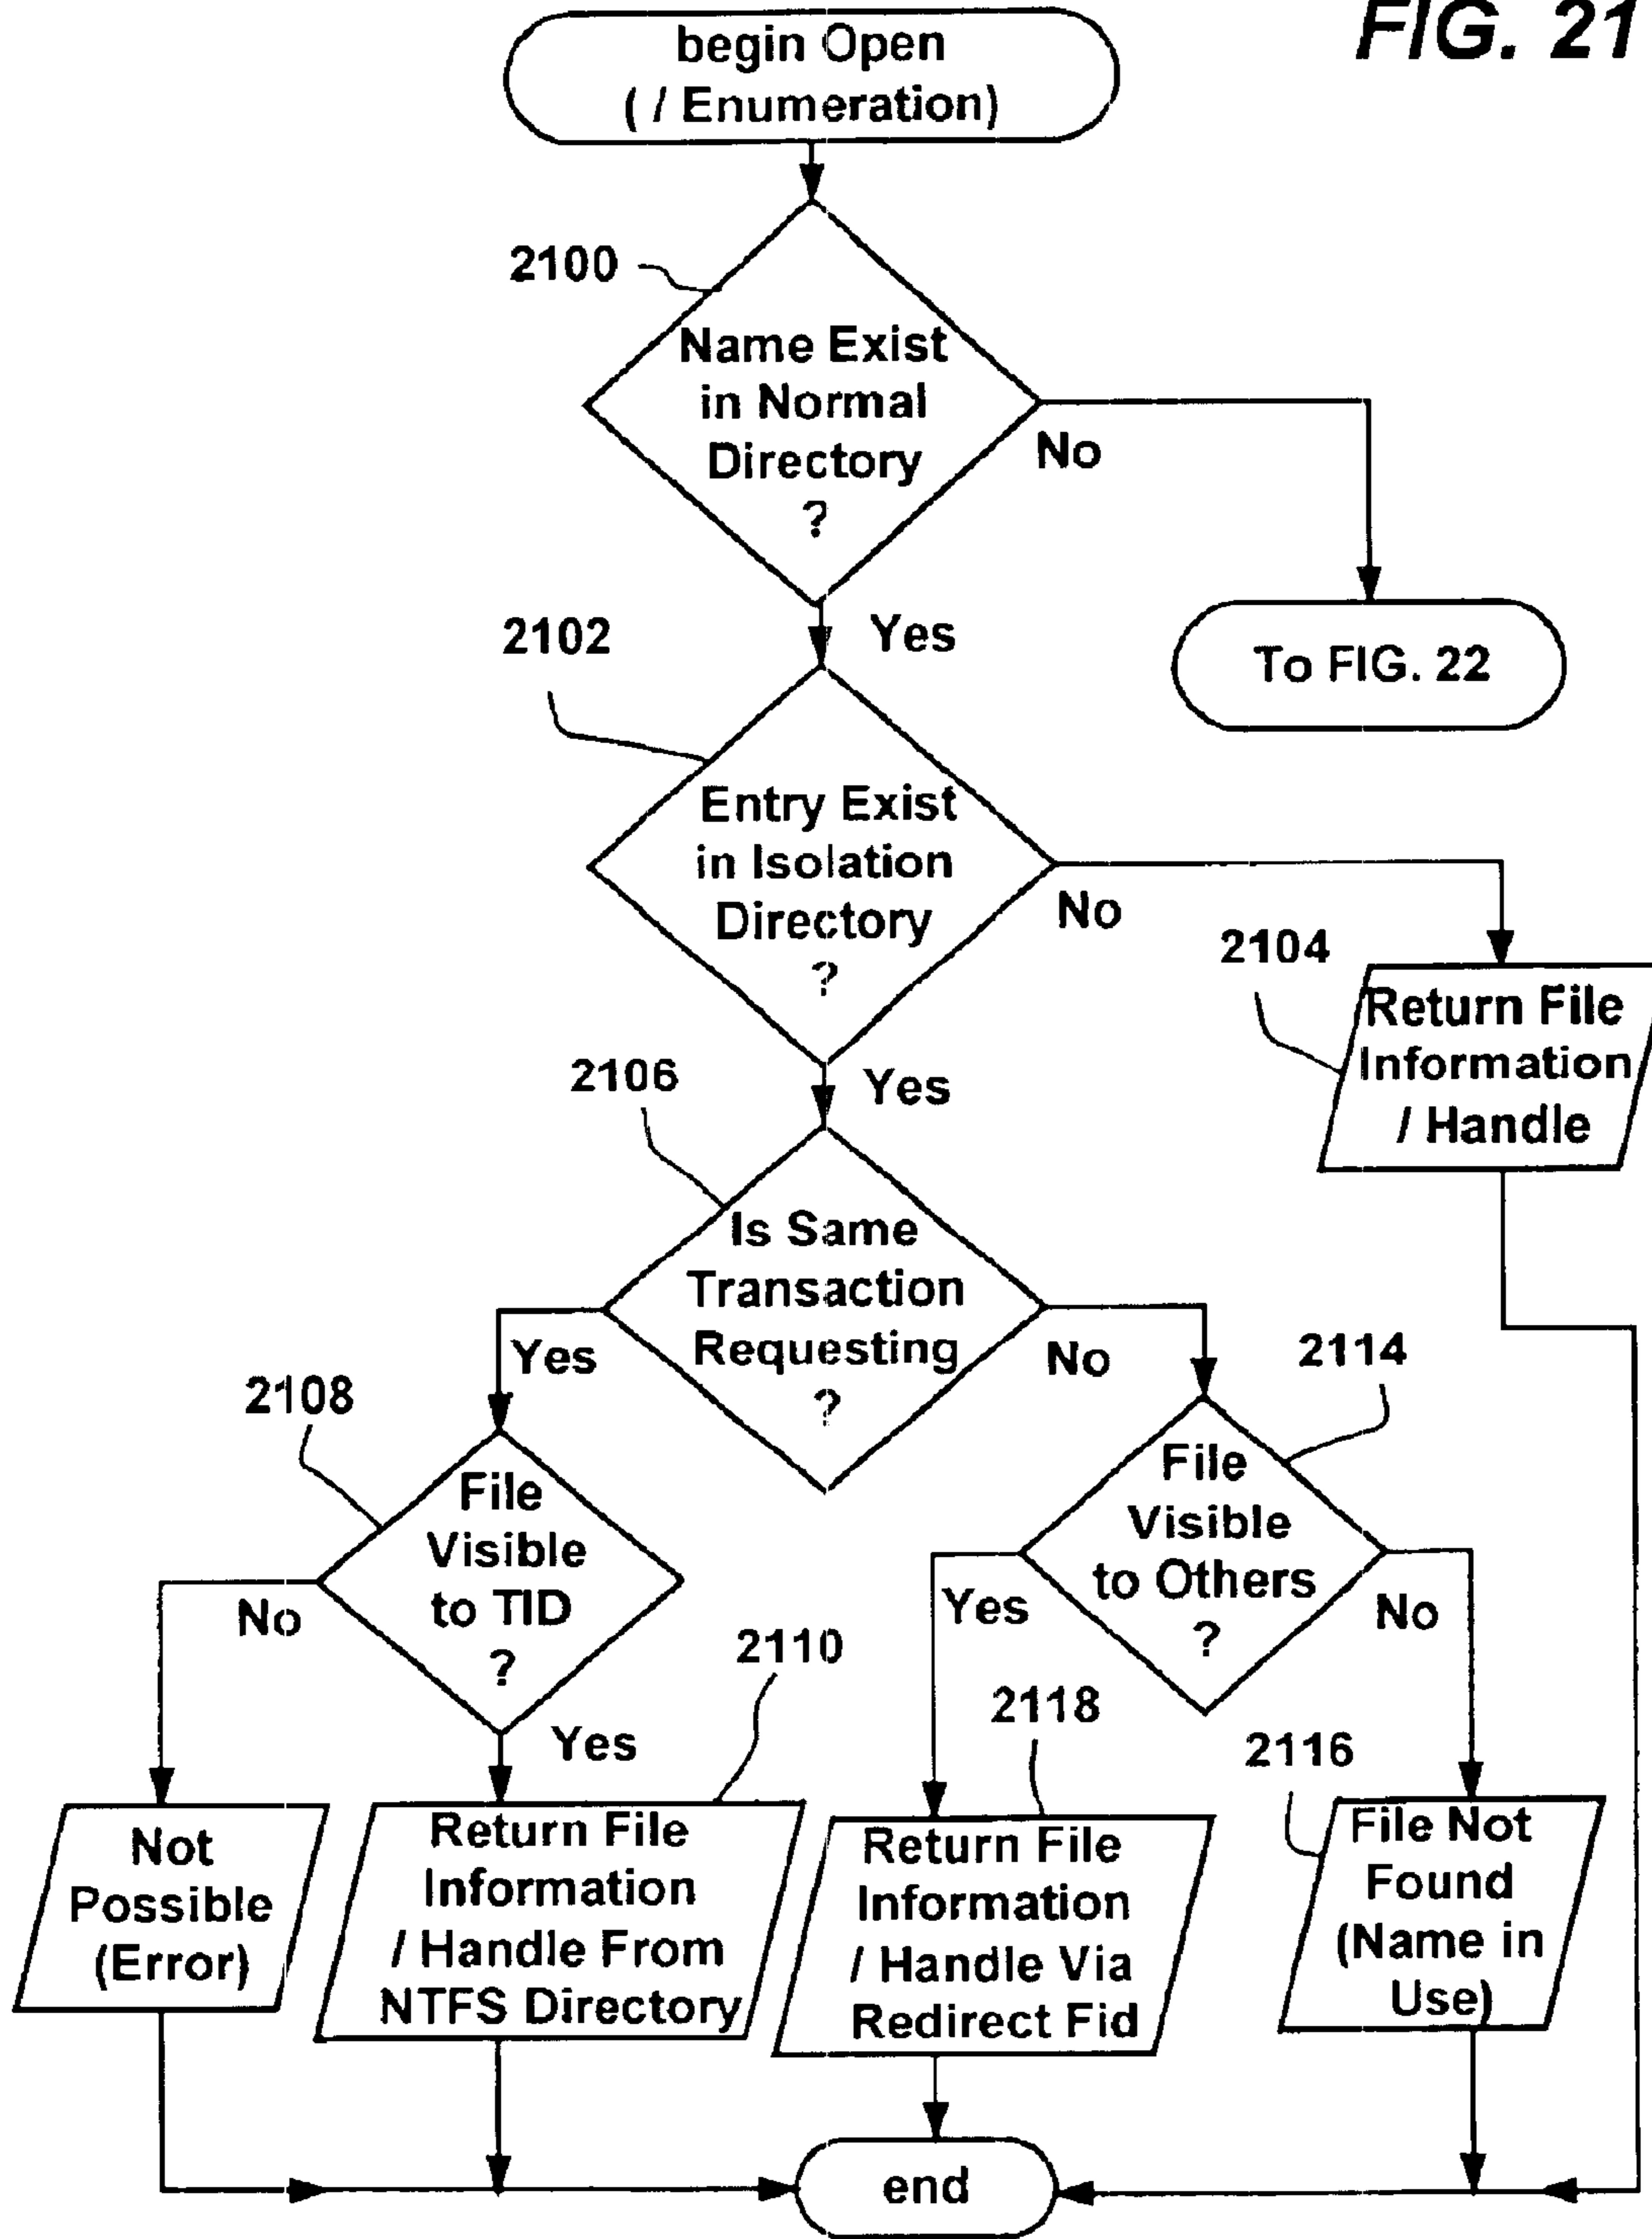 FIG. 21
begin Open
( / Enumeration)
2100
Name Exist
in Normal
Directory
?
No
To FIG. 22
Yes
2102
Entry Exist
in Isolation
Directory
?
No
2104
Return File
Information
/ Handle
Yes
2106
Is Same
Transaction
Requesting
?
Yes
No
2108
File
Visible
to TID
?
No
Yes
2114
File
Visible
to Others
?
Yes
No
Not
Possible
(Error)
2110
Return File
Information
/ Handle From
NTFS Directory
2118
Return File
Information
/ Handle Via
Redirect Fid
2116
File Not
Found
(Name in
Use)
end